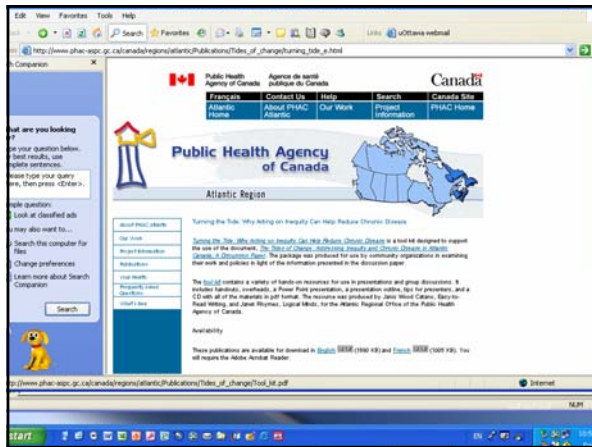 Edit View Favorites Tools Help
Search Favorites
Links uOttawa webmail
http://www.phac-aspc.gc.ca/canada/regions/atlantic/Publications/Tides_of_change/turning_tide_e.html
h Companion
Public Health Agency of Canada
Agence de santé publique du Canada
Canada
Français Contact Us Help Search Canada Site
Atlantic Home About PHAC Atlantic Our Work Project Information PHAC Home
Public Health Agency
of Canada
Atlantic Region
hat are you looking
r?
pe your question below.
best results, use
mplete sentences.
lease type your query
ere, then press <Enter>.
mple question:
Look at classified ads
u may also want to...
Search this computer for
files
Change preferences
Learn more about Search
Companion
Search
About PHAC Atlantic
Our Work
Project Information
Publications
Your Health
Frequently Asked
Questions
What's New
Turning the Tide: Why Acting on Inequity Can Help Reduce Chronic Disease
Turning the Tide: Why Acting on Inequity Can Help Reduce Chronic Disease is a tool kit designed to support
the use of the document, The Tides of Change: Addressing Inequity and Chronic Disease in Atlantic
Canada: A Discussion Paper. The package was produced for use by community organizations in examining
their work and policies in light of the information presented in the discussion paper.
The tool kit contains a variety of hands-on resources for use in presentations and group discussions. It
includes handouts, overheads, a Power Point presentation, a presentation outline, tips for presenters, and a
CD with all of the materials in pdf format. The resource was produced by Janis Wood Catano, Easy-to-
Read Writing, and Janet Rhymes, Logical Minds, for the Atlantic Regional Office of the Public Health
Agency of Canada.
Availability
These publications are available for download in English (1660 KB) and French (1005 KB). You
will require the Adobe Acrobat Reader.
tp://www.phac-aspc.gc.ca/canada/regions/atlantic/Publications/Tides_of_change/Tool_kit.pdf
Internet
NUM
start
EN